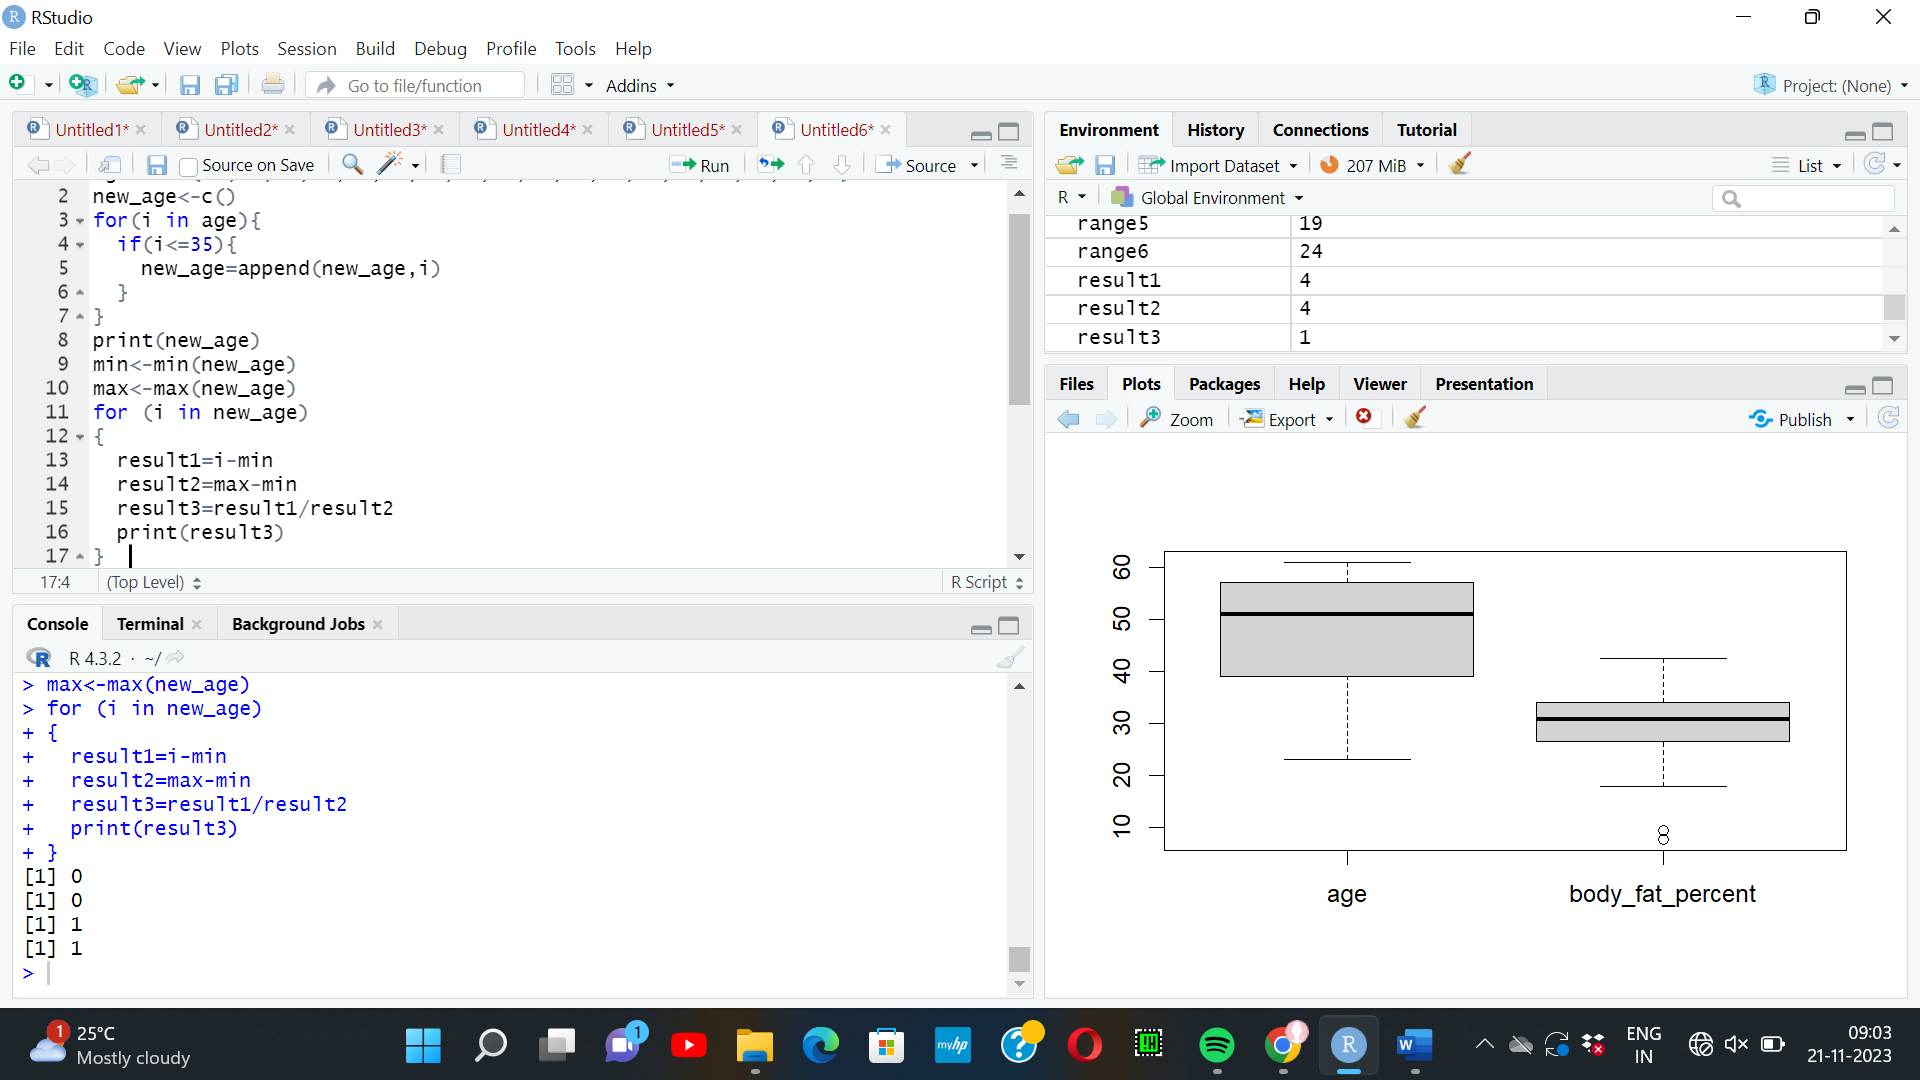 RStudio
File Edit Code View Plots Session Build Debug Profile Tools Help
Go to file/function Addins Project: (None)
Untitled1* Untitled2* Untitled3* Untitled4* Untitled5* Untitled6*
Source on Save Run Source
2 new_age<-c()
3 for(i in age){
4 if(i<=35){
5 new_age=append(new_age,i)
6 }
7 }
8 print(new_age)
9 min<-min(new_age)
10 max<-max(new_age)
11 for (i in new_age)
12 {
13 result1=i-min
14 result2=max-min
15 result3=result1/result2
16 print(result3)
17 }
17:4 (Top Level) R Script
Console Terminal Background Jobs
R 4.3.2 · ~/
> max<-max(new_age)
> for (i in new_age)
+ {
+ result1=i-min
+ result2=max-min
+ result3=result1/result2
+ print(result3)
+ }
[1] 0
[1] 0
[1] 1
[1] 1
>
Environment History Connections Tutorial
Import Dataset 207 MiB List
R Global Environment
range5 19
range6 24
result1 4
result2 4
result3 1
Files Plots Packages Help Viewer Presentation
Zoom Export Publish
60
50
40
30
20
10
age body_fat_percent
1
25°C
Mostly cloudy
1
myhp
W
ENG
IN
09:03
21-11-2023